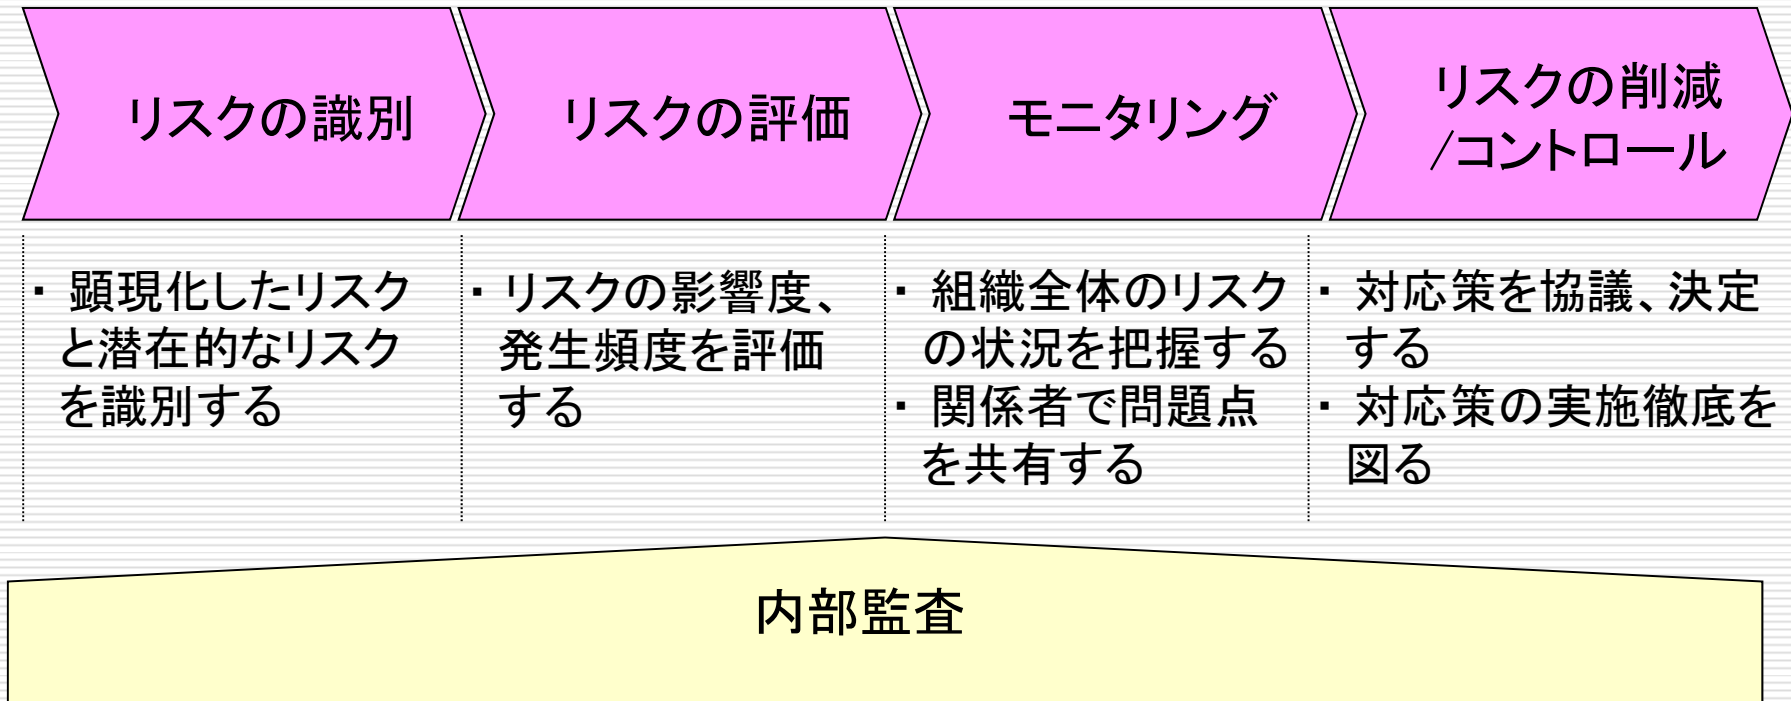 リスクの識別
リスクの評価
モニタリング
リスクの削減
/コントロール
・ 顕現化したリスク
と潜在的なリスク
を識別する
・リスクの影響度、
発生頻度を評価
する
・ 組織全体のリスク
の状況を把握する
・ 関係者で問題点
を共有する
・ 対応策を協議、決定
する
・ 対応策の実施徹底を
図る
内部監査